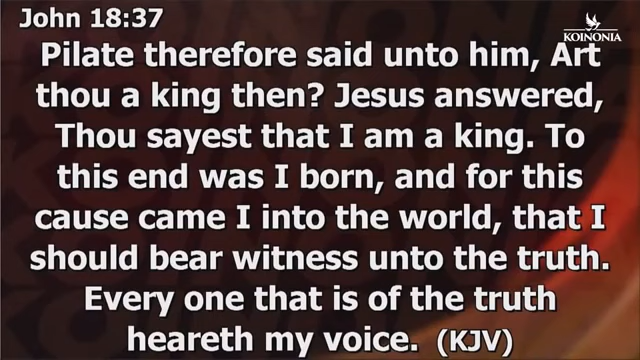 John 18:37
KOINONIA
Pilate therefore said unto him, Art
thou a king then? Jesus answered,
Thou sayest that I am a king. To
this end was I born, and for this
cause came I into the world, that I
should bear witness unto the truth.
Every one that is of the truth
heareth my voice. (KJV)